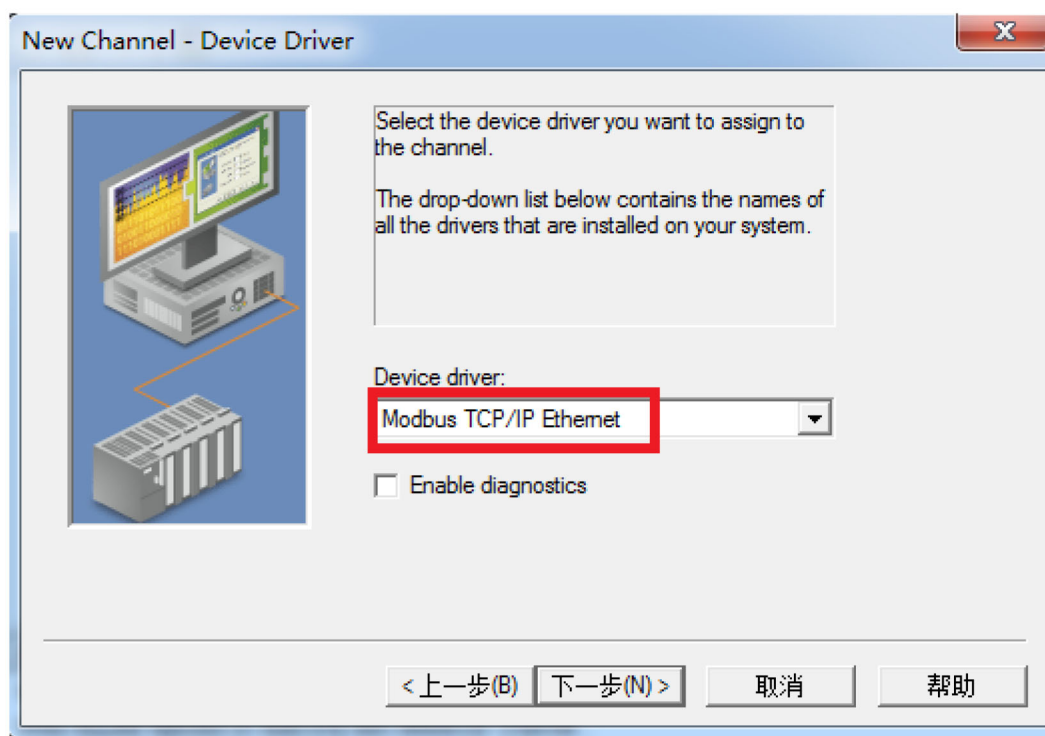 New Channel - Device Driver
Select the device driver you want to assign to
the channel.
The drop-down list below contains the names of
all the drivers that are installed on your system.
Device driver:
Modbus TCP/IP Ethernet
Enable diagnostics
<上一步(B) 下一步(N)> 取消 帮助